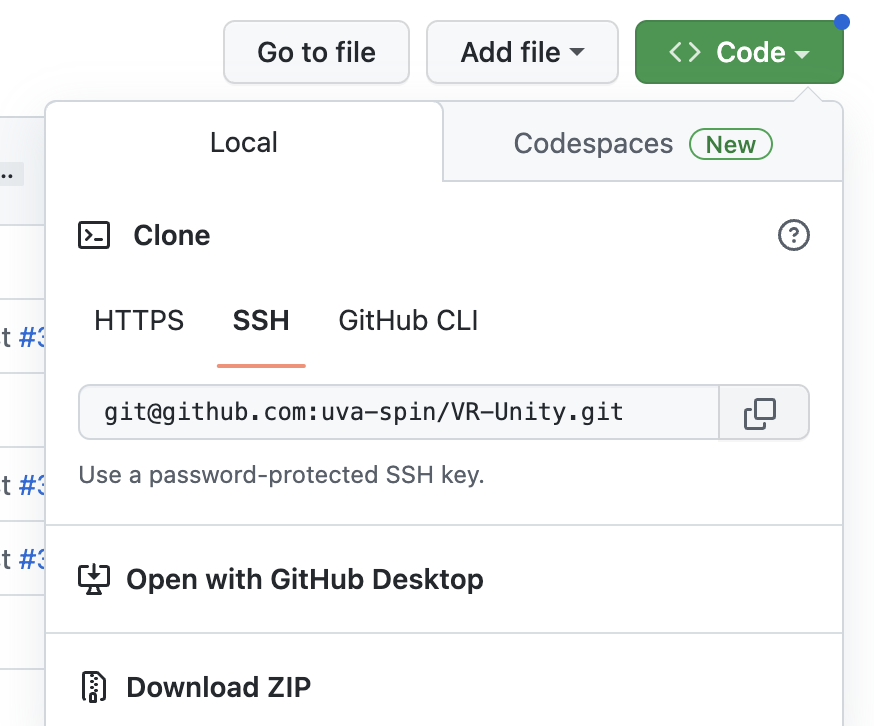 Go to file
Add file
Code
Local
Codespaces New
Clone
HTTPS SSH GitHub CLI
git@github.com:uva-spin/VR-Unity.git
Use a password-protected SSH key.
Open with GitHub Desktop
Download ZIP